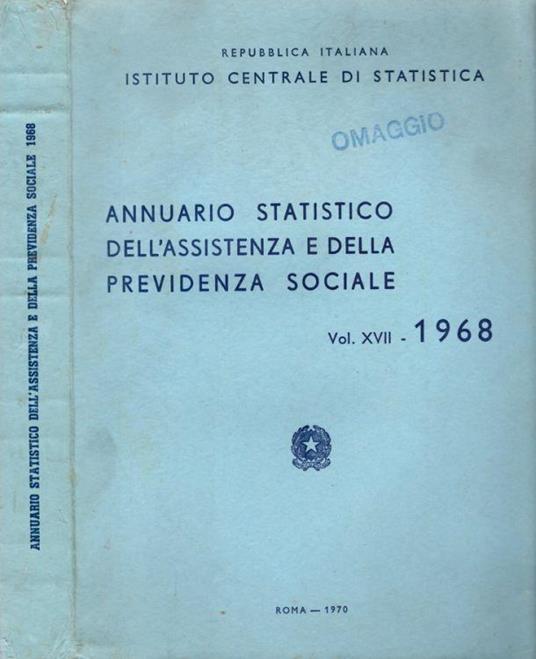 ANNUARIO STATISTICO DELL'ASSISTENZA E DELLA PREVIDENZA SOCIALE 1968
REPUBBLICA ITALIANA
ISTITUTO CENTRALE DI STATISTICA
OMAGGIO
ANNUARIO STATISTICO
DELL'ASSISTENZA E DELLA
PREVIDENZA SOCIALE
Vol. XVII - 1968
ROMA — 1970